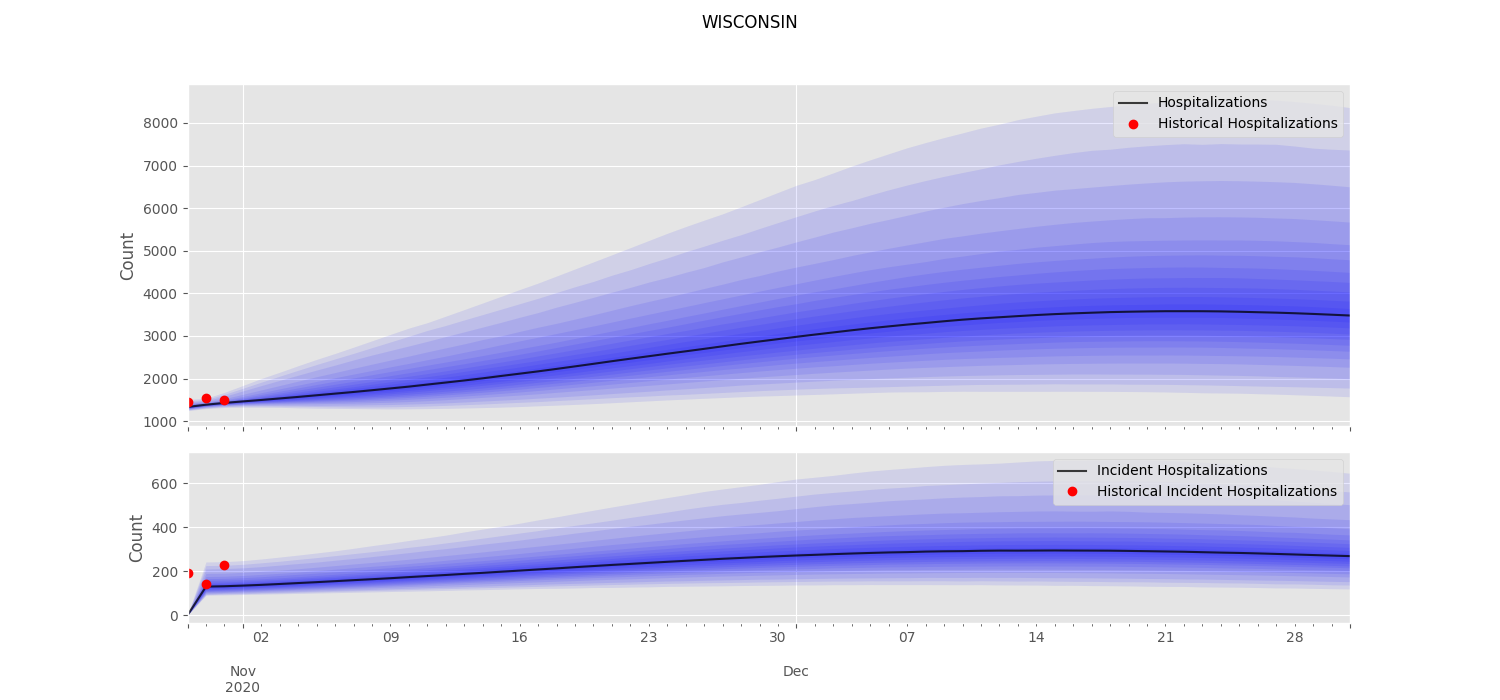 WISCONSIN
Hospitalizations
Historical Hospitalizations
Count
8000
7000
6000
5000
4000
3000
2000
1000
Incident Hospitalizations
Historical Incident Hospitalizations
Count
600
400
200
0
02 09 16 23 30 07 14 21 28
Nov Dec
2020